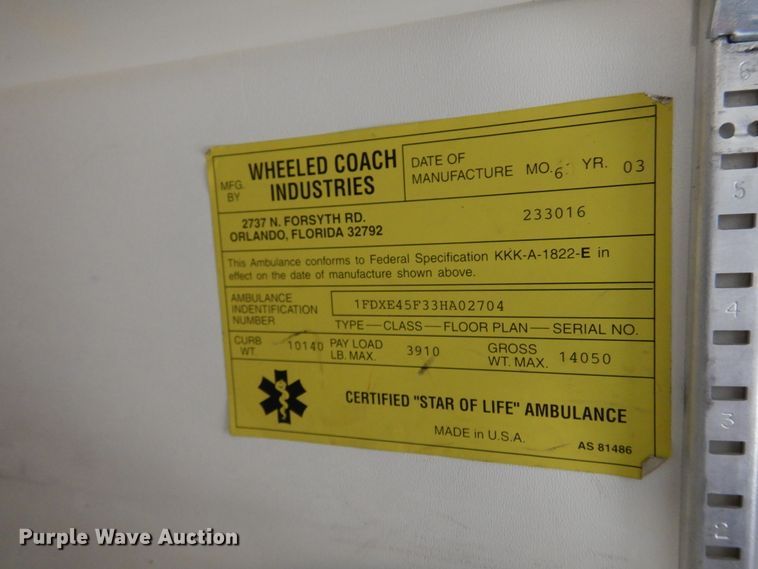 MFG. BY WHEELED COACH INDUSTRIES
DATE OF MANUFACTURE MO. 6 YR. 03
2737 N. FORSYTH RD.
ORLANDO, FLORIDA 32792
233016
This Ambulance conforms to Federal Specification KKK-A-1822-E in
effect on the date of manufacture shown above.
AMBULANCE
INDENTIFICATION
NUMBER
1FDXE45F33HA02704
TYPE — CLASS — FLOOR PLAN — SERIAL NO.
CURB WT. 10140 PAY LOAD LB. MAX. 3910 GROSS WT. MAX. 14050
CERTIFIED "STAR OF LIFE" AMBULANCE
MADE in U.S.A.
AS 81486
6
5
4
3
2
Purple Wave Auction